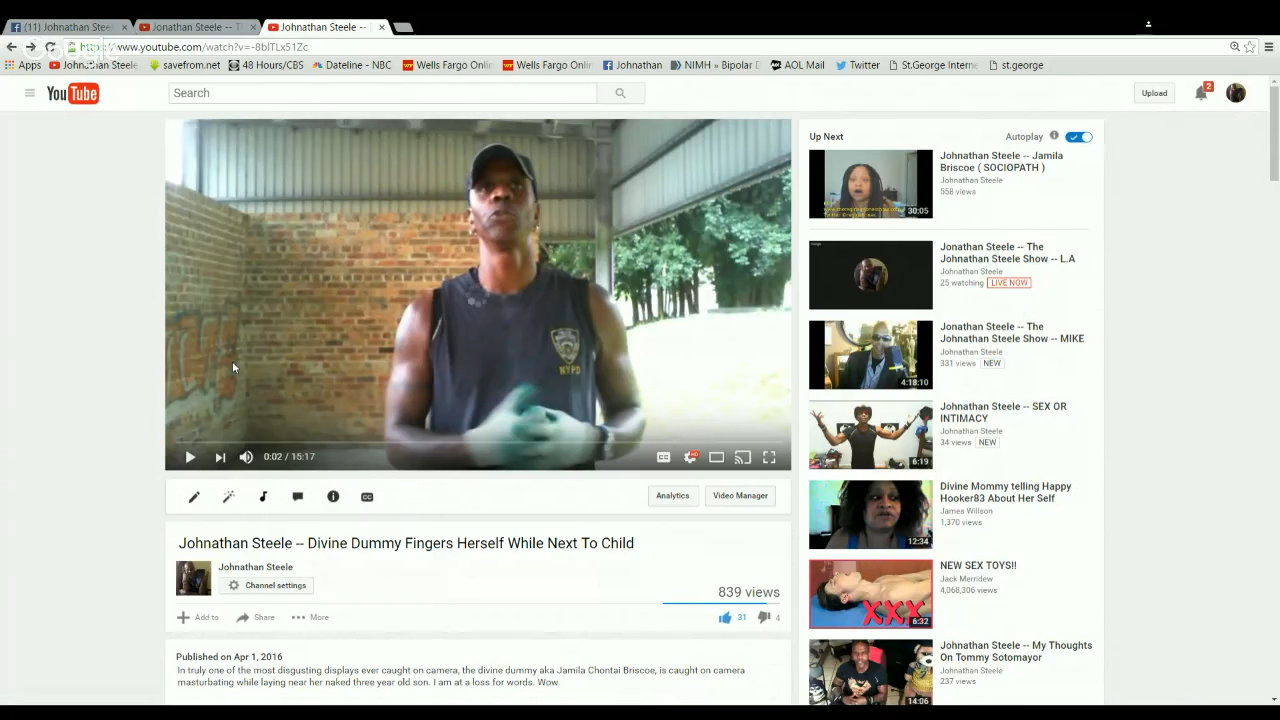 (11) Johnathan Steel
Jonathan Steele -- Th
Johnathan Steele --
https://www.youtube.com/watch?v=-8blTLx51Zc
Google
Apps
Johnathan Steele
savefrom.net
48 Hours/CBS
Dateline - NBC
Wells Fargo Onlin
Wells Fargo Onlin
Johnathan
NIMH » Bipola
AOL Mail
Twitter
St.George Interne
st.george
YouTube
Search
Upload
2
NYPD
0:02 / 15:17
Analytics
Video Manager
Johnathan Steele -- Divine Dummy Fingers Herself While Next To Child
Johnathan Steele
Channel settings
839 views
Add to
Share
More
31
4
Published on Apr 1, 2016
In truly one of the most disgusting displays ever caught on camera, the divine dummy aka Jamila Chontai Briscoe, is caught on camera
masturbating while laying near her naked three year old son. I am at a loss for words. Wow.
Up Next
Autoplay
30:05
Johnathan Steele -- Jamila
Briscoe ( SOCIOPATH )
Johnathan Steele
558 views
Jonathan Steele -- The
Johnathan Steele Show -- L.A
Johnathan Steele
25 watching
LIVE NOW
4:18:10
Jonathan Steele -- The
Johnathan Steele Show -- MIKE
Johnathan Steele
331 views
NEW
6:19
Johnathan Steele -- SEX OR
INTIMACY
Johnathan Steele
34 views
NEW
12:34
Divine Mommy telling Happy
Hooker83 About Her Self
James Willson
1,370 views
XXX
6:32
NEW SEX TOYS!!
Jack Merridew
4,068,306 views
14:06
Johnathan Steele -- My Thoughts
On Tommy Sotomayor
Johnathan Steele
237 views